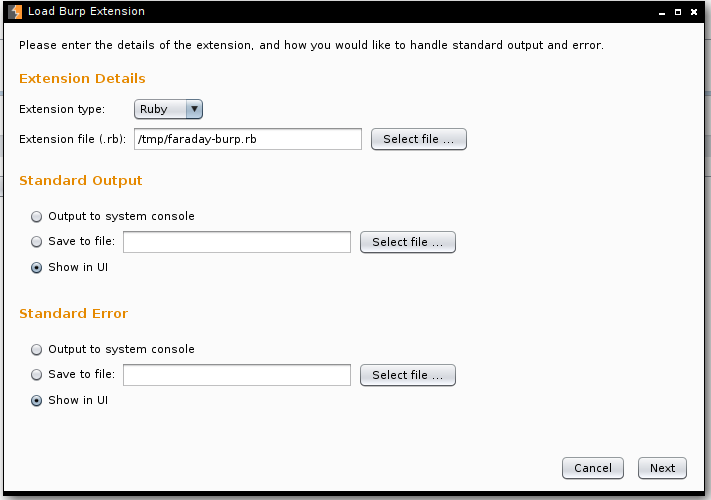 Load Burp Extension
Please enter the details of the extension, and how you would like to handle standard output and error.
Extension Details
Extension type: Ruby
Extension file (.rb): /tmp/faraday-burp.rb Select file ...
Standard Output
Output to system console
Save to file: Select file ...
Show in UI
Standard Error
Output to system console
Save to file: Select file ...
Show in UI
Cancel Next